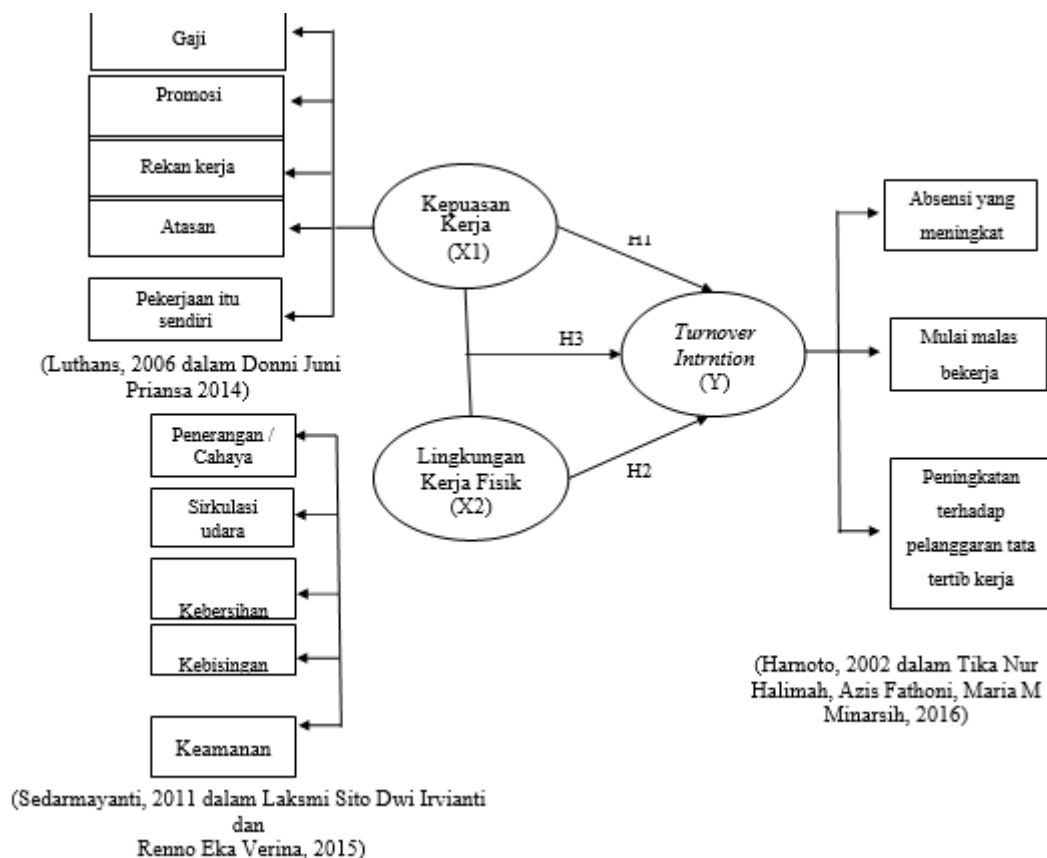 Gaji
Promosi
Rekan kerja
Atasan
Pekerjaan itu
sendiri
(Luthans, 2006 dalam Donni Juni
Priansa 2014)
Kepuasan
Kerja
(X1)
H1
H3
H2
Turnover
Intrntion
(Y)
Lingkungan
Kerja Fisik
(X2)
Penerangan /
Cahaya
Sirkulasi
udara
Kebersihan
Kebisingan
Keamanan
(Sedarmayanti, 2011 dalam Laksmi Sito Dwi Irvianti
dan
Renno Eka Verina, 2015)
Absensi yang
meningkat
Mulai malas
bekerja
Peningkatan
terhadap
pelanggaran tata
tertib kerja
(Harnoto, 2002 dalam Tika Nur
Halimah, Azis Fathoni, Maria M
Minarsih, 2016)